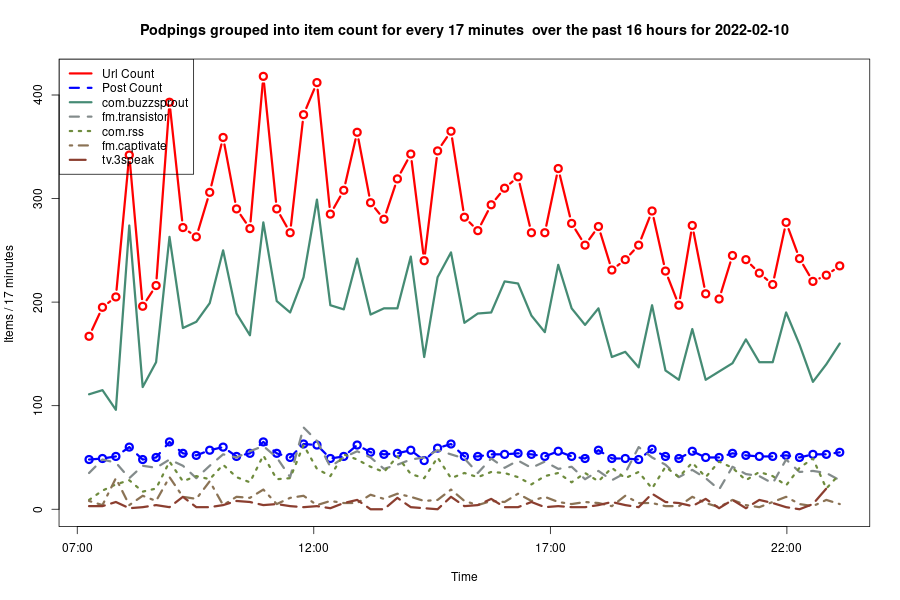 Podpings grouped into item count for every 17 minutes  over the past 16 hours for 2022-02-10
Url Count
Post Count
com.buzzsprout
fm.transistor
com.rss
fm.captivate
tv.3speak
400
300
200
100
0
Items / 17 minutes
07:00
12:00
17:00
22:00
Time